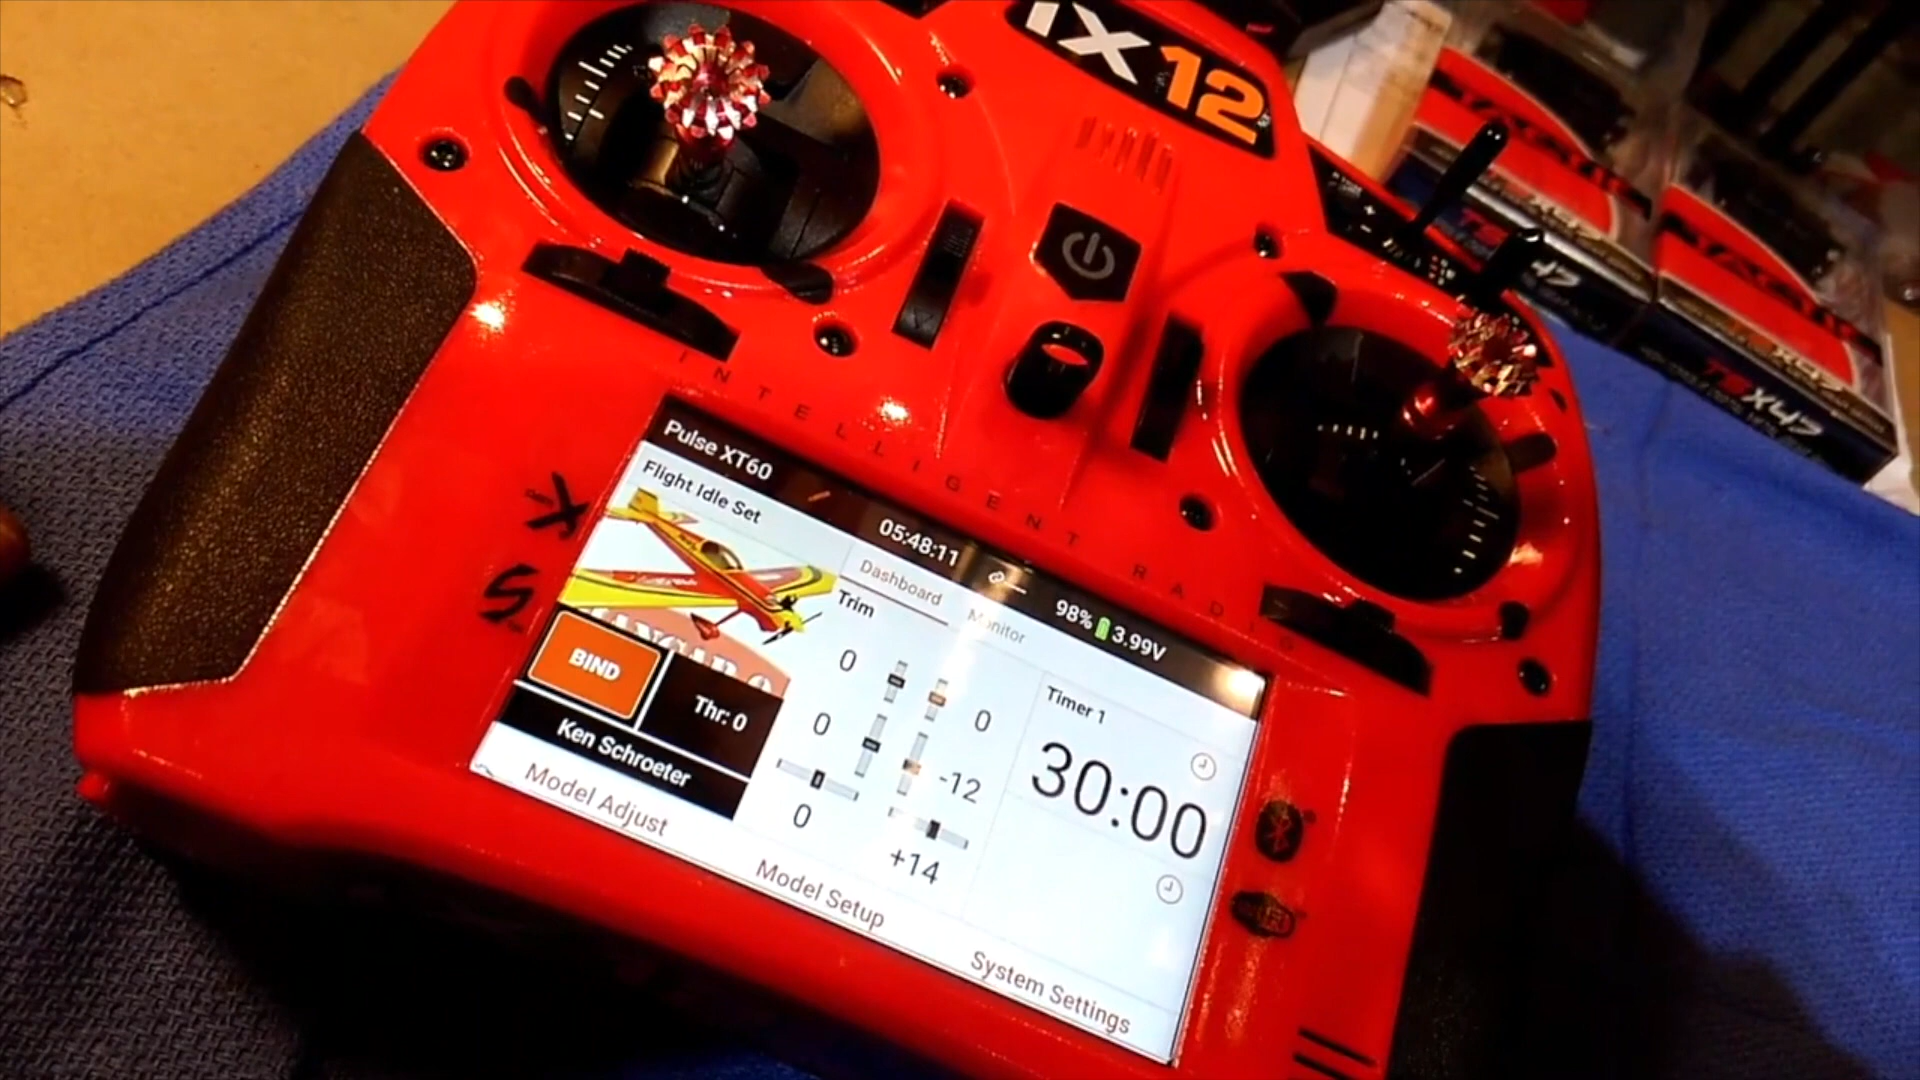 iX12
INTELLIGENT RADIO
Pulse XT60
05:48:11
98% 3.99V
Flight Idle Set
Dashboard
Monitor
Trim
0
0
0
-12
0
+14
Timer 1
30:00
BIND
Thr: 0
Ken Schroeter
Model Adjust
Model Setup
System Settings
X47